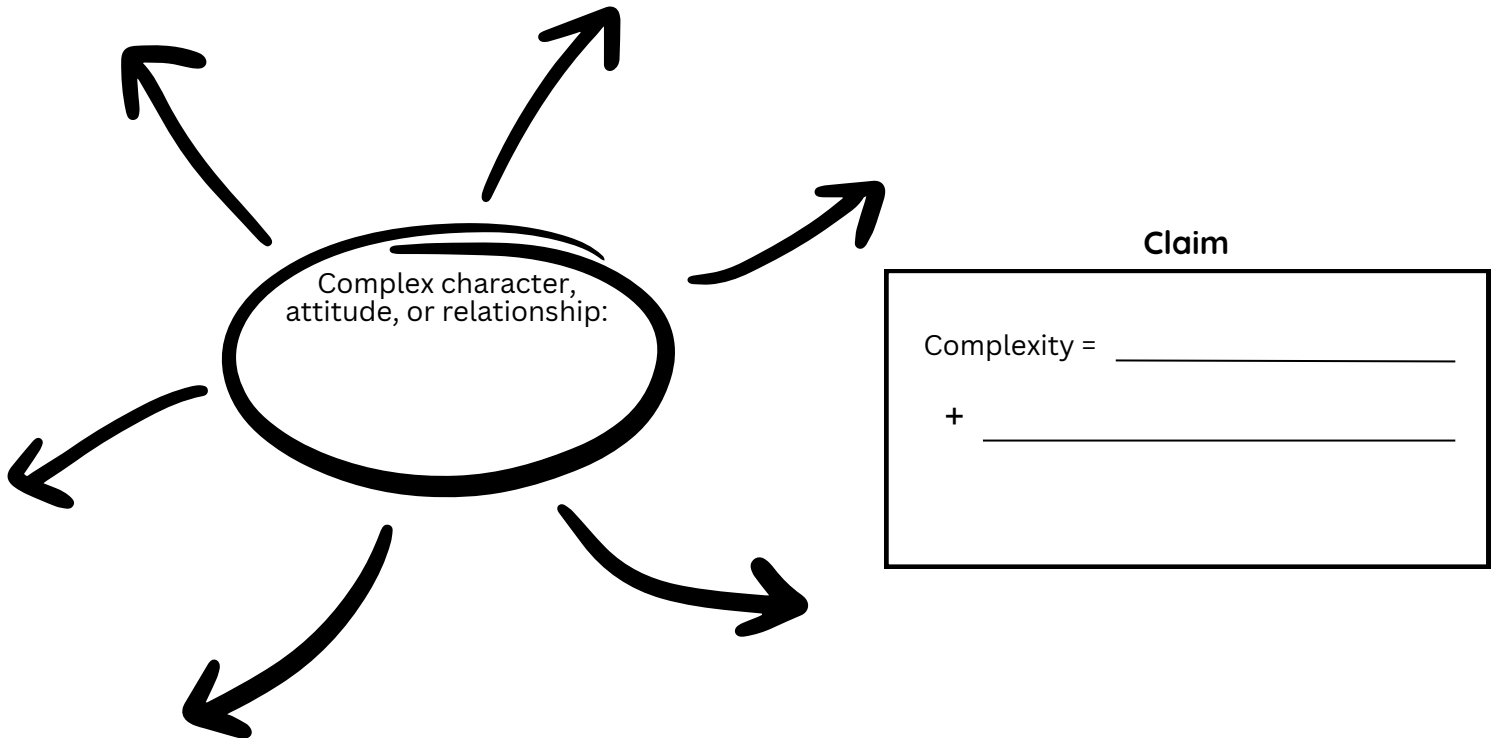 Complex character,
attitude, or relationship:
Claim
Complexity =
+